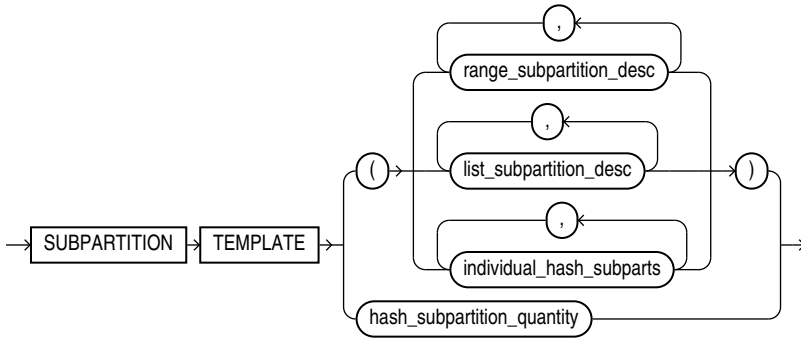 ,
range_subpartition_desc
,
( list_subpartition_desc )
,
SUBPARTITION TEMPLATE
individual_hash_subparts
hash_subpartition_quantity